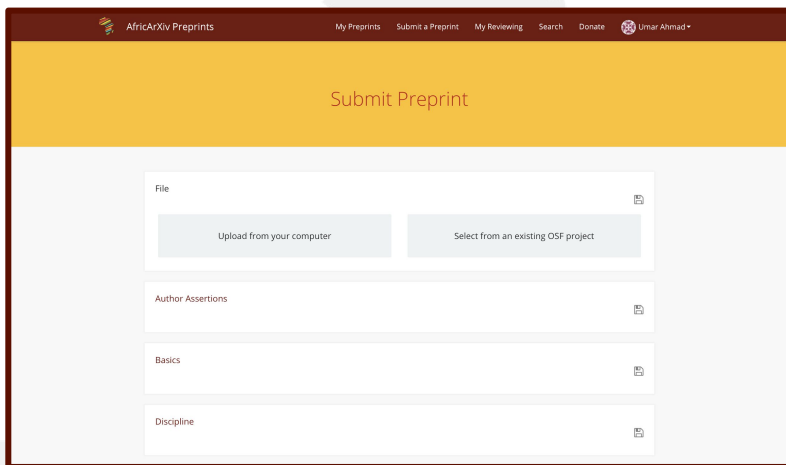 AfricArXiv Preprints My Preprints Submit a Preprint My Reviewing Search Donate Umar Ahmad
Submit Preprint
File
Upload from your computer Select from an existing OSF project
Author Assertions
Basics
Discipline